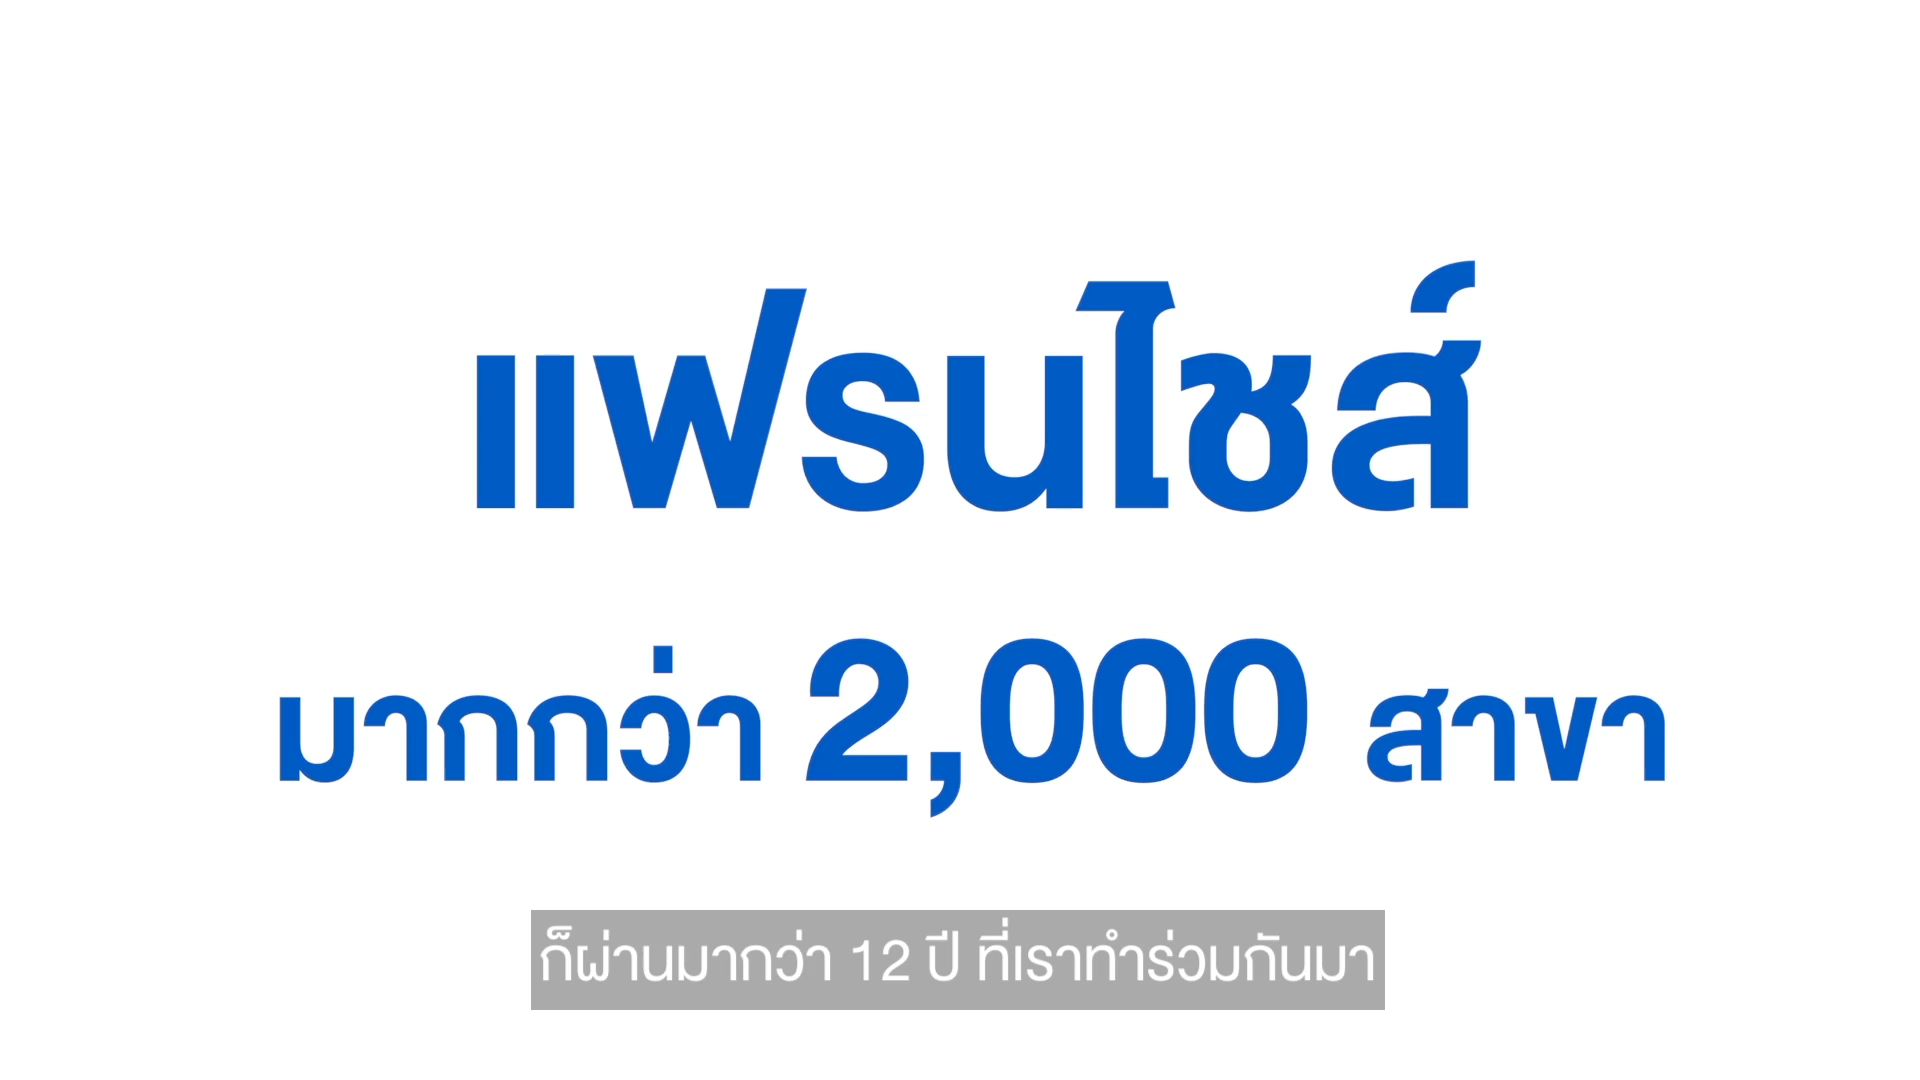 แฟรนไชส์
มากกว่า 2,000 สาขา
ก็ผ่านมากว่า 12 ปี ที่เราทำร่วมกันมา